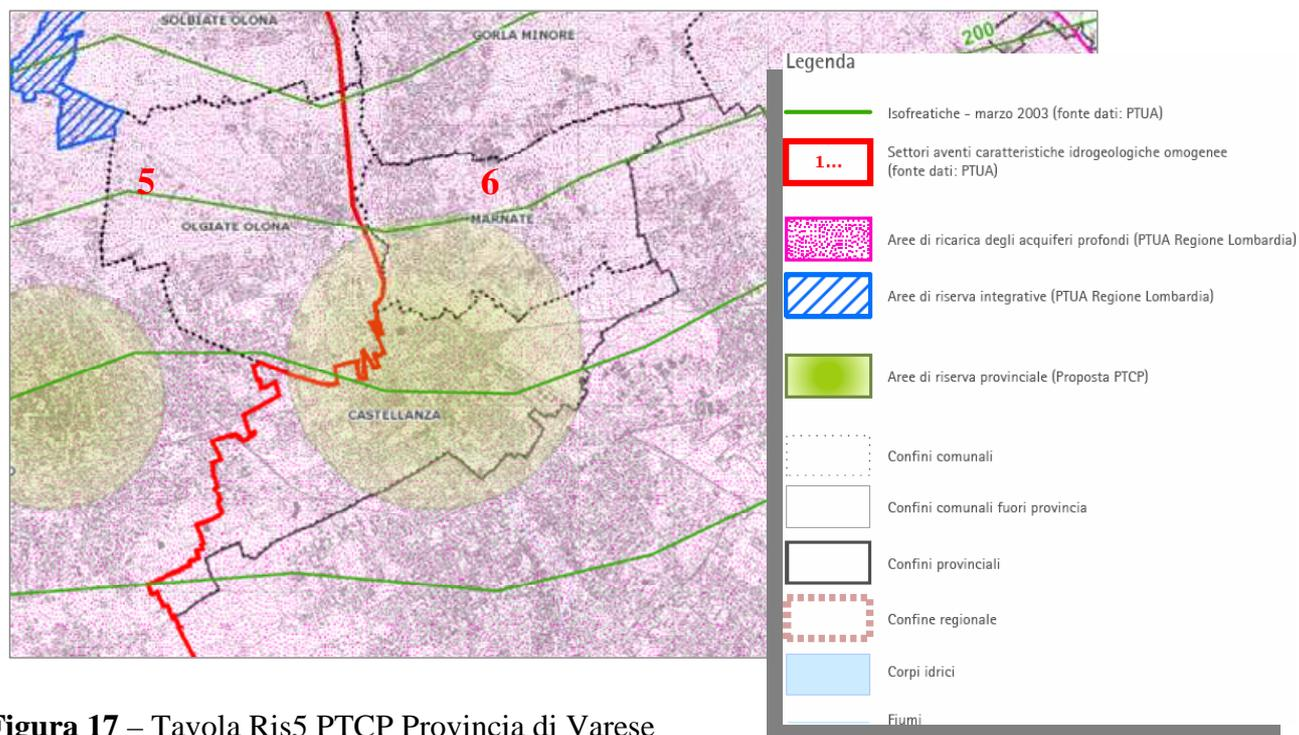 SOLBIATE OLONA
GORLA MINORE
200
5
6
OLGIATE OLONA
MARNATE
CASTELLANZA
Legenda
Isofreatiche - marzo 2003 (fonte dati: PTUA)
1...
Settori aventi caratteristiche idrogeologiche omogenee
(fonte dati: PTUA)
Aree di ricarica degli acquiferi profondi (PTUA Regione Lombardia)
Aree di riserva integrative (PTUA Regione Lombardia)
Aree di riserva provinciale (Proposta PTCP)
Confini comunali
Confini comunali fuori provincia
Confini provinciali
Confine regionale
Corpi idrici
Fiumi
Figura 17 – Tavola Ris5 PTCP Provincia di Varese